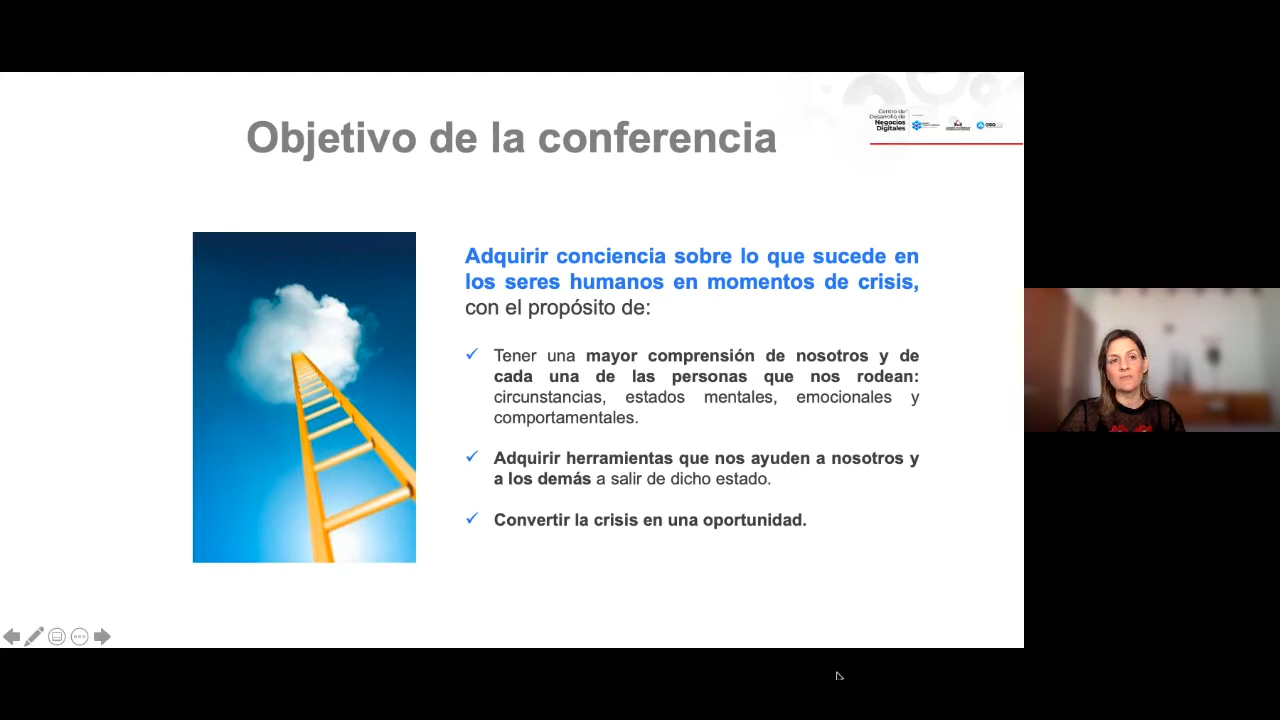 Objetivo de la conferencia
Centro de
Desarrollo de
Negocios
Digitales
Adquirir conciencia sobre lo que sucede en
los seres humanos en momentos de crisis,
con el propósito de:
Tener una mayor comprensión de nosotros y de
cada una de las personas que nos rodean:
circunstancias, estados mentales, emocionales y
comportamentales.
Adquirir herramientas que nos ayuden a nosotros y
a los demás a salir de dicho estado.
Convertir la crisis en una oportunidad.